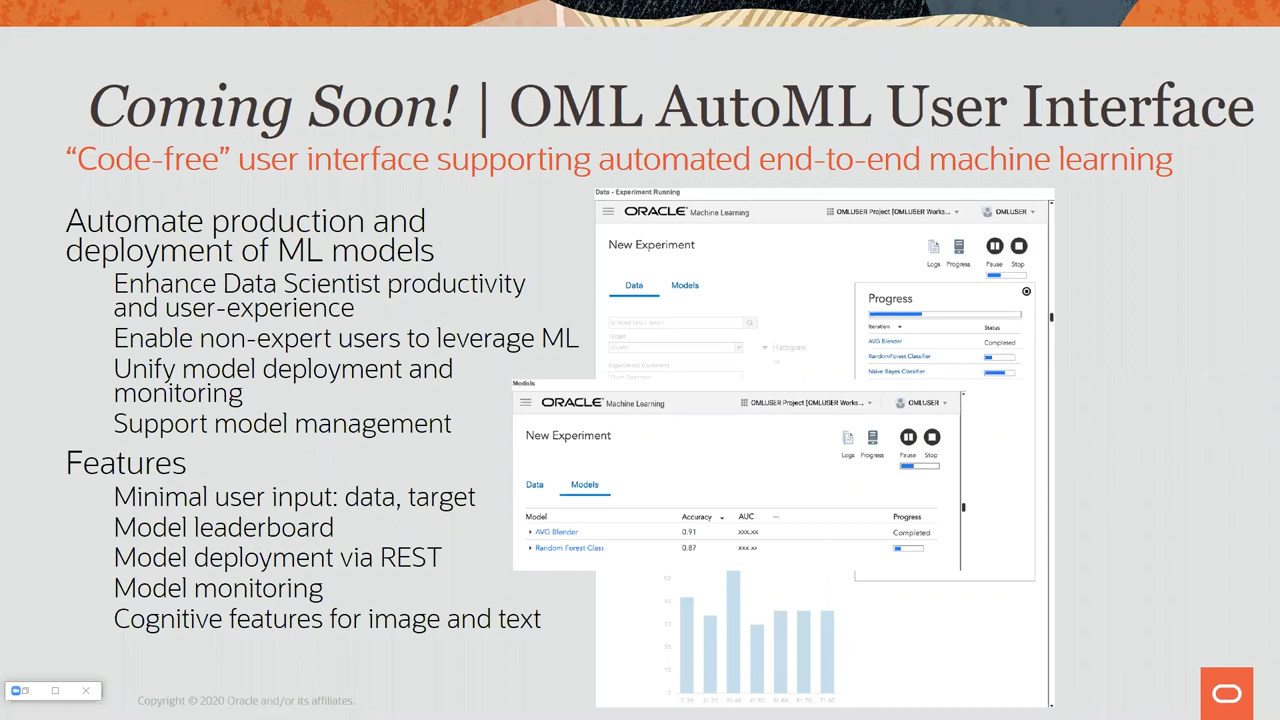 Coming Soon! | OML AutoML User Interface
“Code-free” user interface supporting automated end-to-end machine learning
Automate production and
deployment of ML models
Enhance Data Scientist productivity
and user-experience
Enable non-expert users to leverage ML
Unify model deployment and
monitoring
Support model management
Features
Minimal user input: data, target
Model leaderboard
Model deployment via REST
Model monitoring
Cognitive features for image and text
Data - Experiment Running
ORACLE Machine Learning
OMLUSER Project [OMLUSER Works...
OMLUSER
New Experiment
Logs Progress Pause Stop
Data Models
Progress
Iteration Status
AVG Blender Completed
RandomForest Classifier
Naive Bayes Classifier
Target
Histogram
Experiment Comment
Models
ORACLE Machine Learning
OMLUSER Project [OMLUSER Works...
OMLUSER
New Experiment
Logs Progress Pause Stop
Data Models
Model Accuracy AUC ... Progress
AVG Blender 0.91 xxx.xx Completed
Random Forest Class 0.87 xxx.x
Copyright © 2020 Oracle and/or its affiliates.